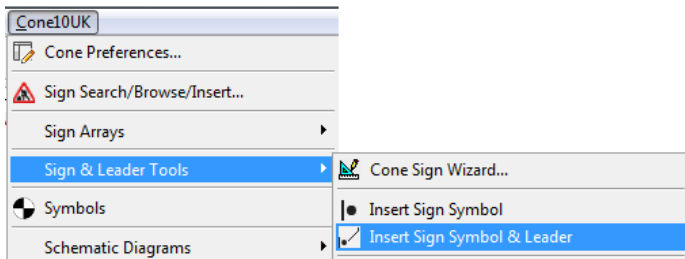 Cone10UK
Cone Preferences...
Sign Search/Browse/Insert...
Sign Arrays
Sign & Leader Tools
Cone Sign Wizard...
Symbols
Insert Sign Symbol
Insert Sign Symbol & Leader
Schematic Diagrams